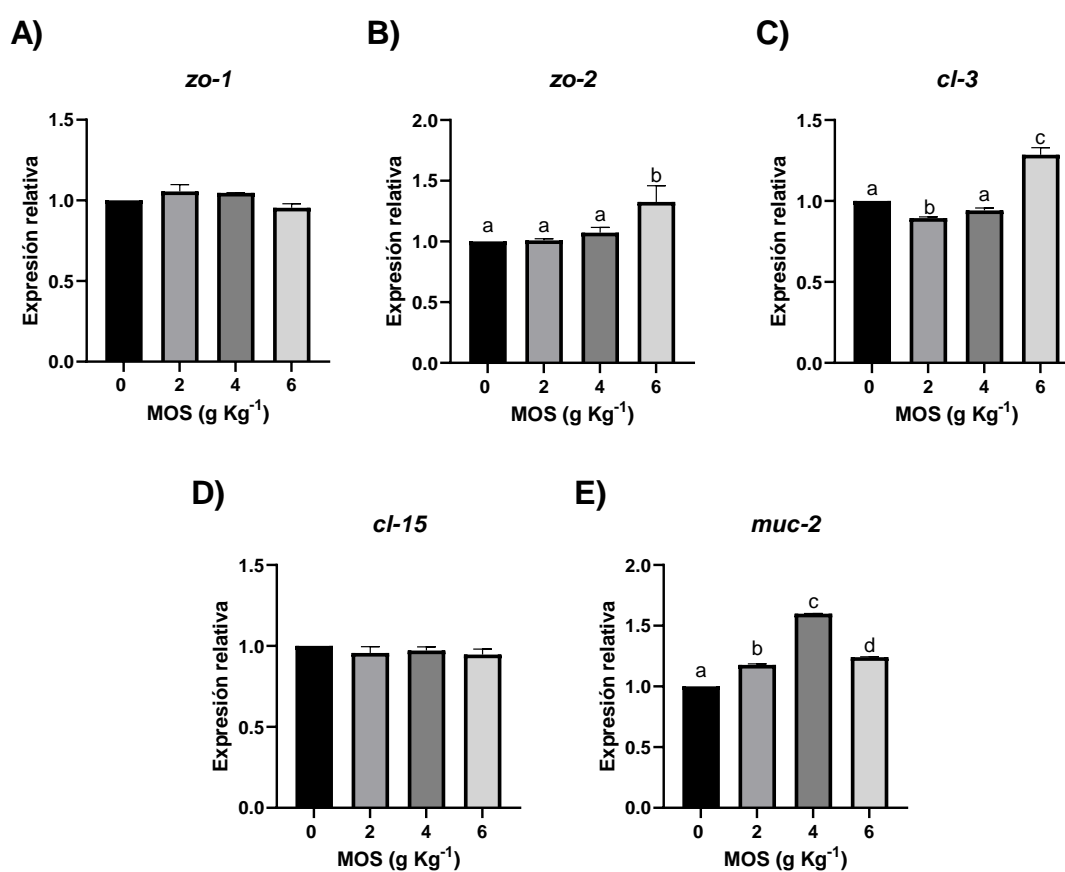 A)
zo-1
Expresión relativa
1.5
1.0
0.5
0.0
0 2 4 6
MOS (g Kg⁻¹)
B)
zo-2
Expresión relativa
2.0
1.5
1.0
0.5
0.0
a a a b
0 2 4 6
MOS (g Kg⁻¹)
C)
cl-3
Expresión relativa
1.5
1.0
0.5
0.0
a b a c
0 2 4 6
MOS (g Kg⁻¹)
D)
cl-15
Expresión relativa
1.5
1.0
0.5
0.0
0 2 4 6
MOS (g Kg⁻¹)
E)
muc-2
Expresión relativa
2.0
1.5
1.0
0.5
0.0
a b c d
0 2 4 6
MOS (g Kg⁻¹)